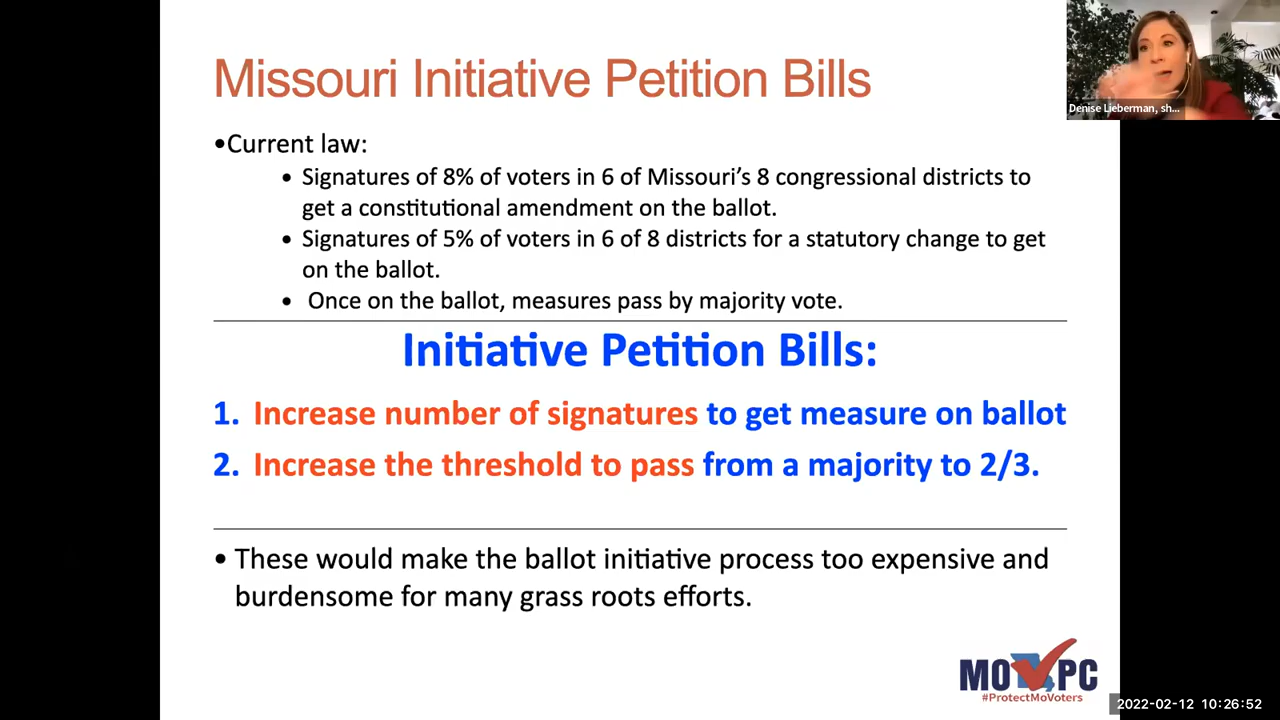 Missouri Initiative Petition Bills
Denise Lieberman, sh...
•Current law:
• Signatures of 8% of voters in 6 of Missouri’s 8 congressional districts to
get a constitutional amendment on the ballot.
• Signatures of 5% of voters in 6 of 8 districts for a statutory change to get
on the ballot.
• Once on the ballot, measures pass by majority vote.
Initiative Petition Bills:
1. Increase number of signatures to get measure on ballot
2. Increase the threshold to pass from a majority to 2/3.
• These would make the ballot initiative process too expensive and
burdensome for many grass roots efforts.
MO PC
#ProtectMoVoters
2022-02-12 10:26:52